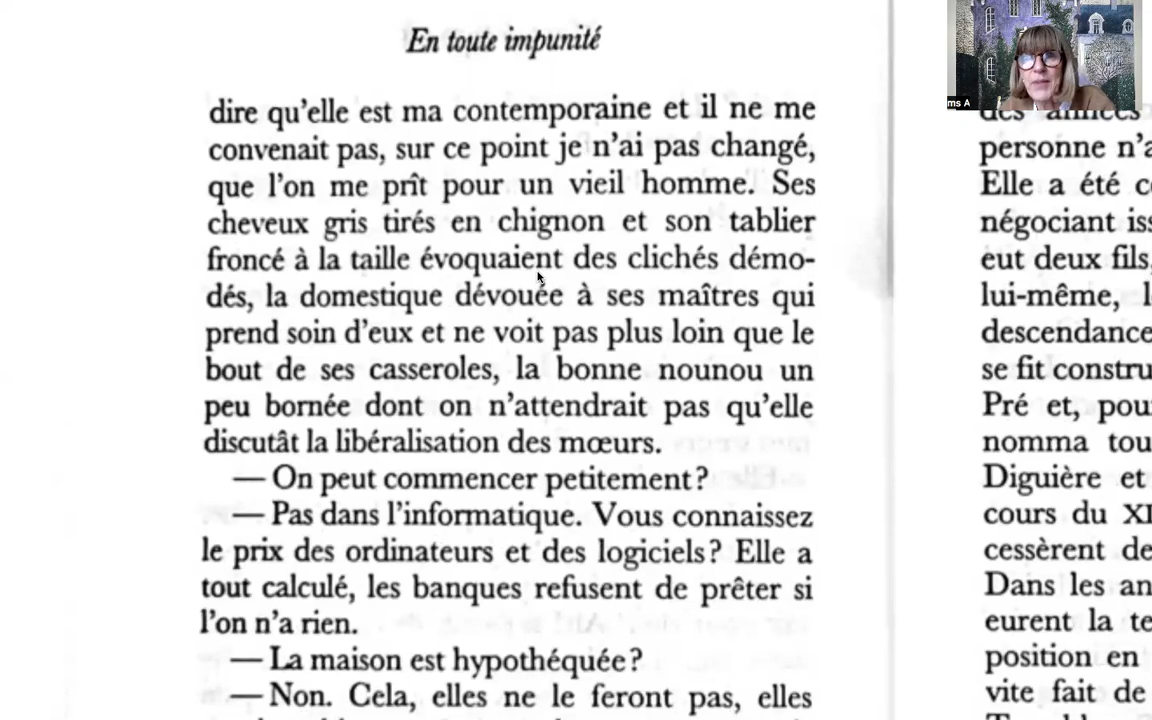 En toute impunité
dire qu'elle est ma contemporaine et il ne me
convenait pas, sur ce point je n'ai pas changé,
que l'on me prît pour un vieil homme. Ses
cheveux gris tirés en chignon et son tablier
froncé à la taille évoquaient des clichés démo-
dés, la domestique dévouée à ses maîtres qui
prend soin d'eux et ne voit pas plus loin que le
bout de ses casseroles, la bonne nounou un
peu bornée dont on n'attendrait pas qu'elle
discutât la libéralisation des mœurs.
— On peut commencer petitement ?
— Pas dans l'informatique. Vous connaissez
le prix des ordinateurs et des logiciels ? Elle a
tout calculé, les banques refusent de prêter si
l'on n'a rien.
— La maison est hypothéquée ?
— Non. Cela, elles ne le feront pas, elles
ms A
des années
personne n'a
Elle a été c
négociant iss
eut deux fils,
lui-même, l
descendance
se fit constru
Pré et, pou
nomma tou
Diguière et
cours du XI
cessèrent de
Dans les an
eurent la te
position en
vite fait de